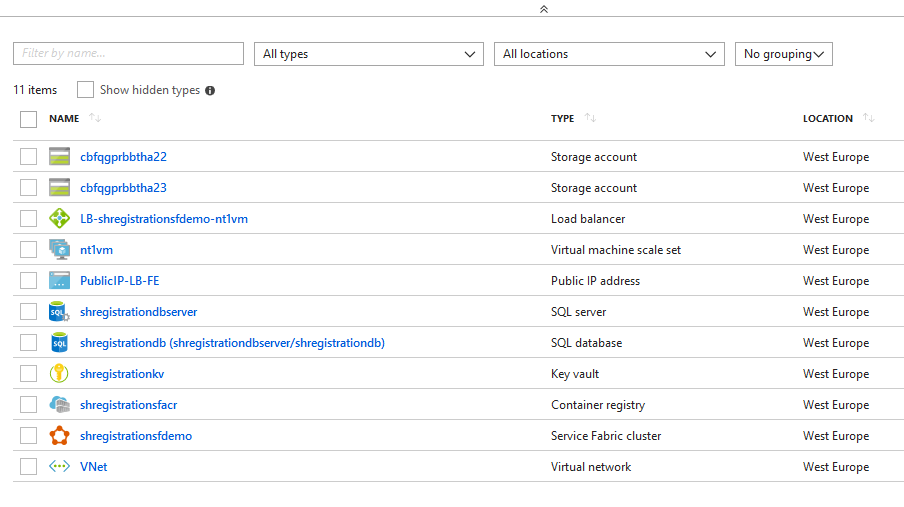 Filter by name...
All types
All locations
No grouping
11 items
Show hidden types
NAME TYPE LOCATION
cbfqgprbbtha22 Storage account West Europe
cbfqgprbbtha23 Storage account West Europe
LB-shregistrationsfdemo-nt1vm Load balancer West Europe
nt1vm Virtual machine scale set West Europe
PublicIP-LB-FE Public IP address West Europe
SQL shregistrationdbserver SQL server West Europe
SQL shregistrationdb (shregistrationdbserver/shregistrationdb) SQL database West Europe
shregistrationkv Key vault West Europe
shregistrationsfacr Container registry West Europe
shregistrationsfdemo Service Fabric cluster West Europe
VNet Virtual network West Europe